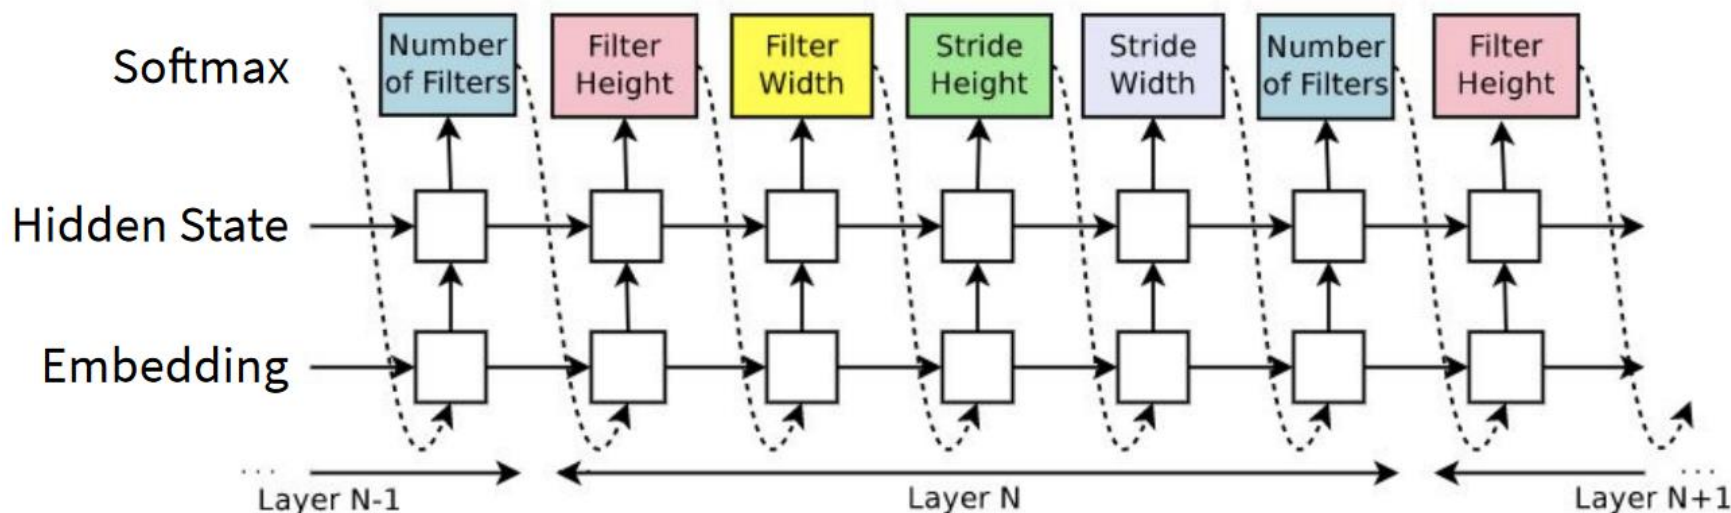 Softmax
Number
of Filters
Filter
Height
Filter
Width
Stride
Height
Stride
Width
Number
of Filters
Filter
Height
Hidden State
Embedding
...
Layer N-1
Layer N
...
Layer N+1